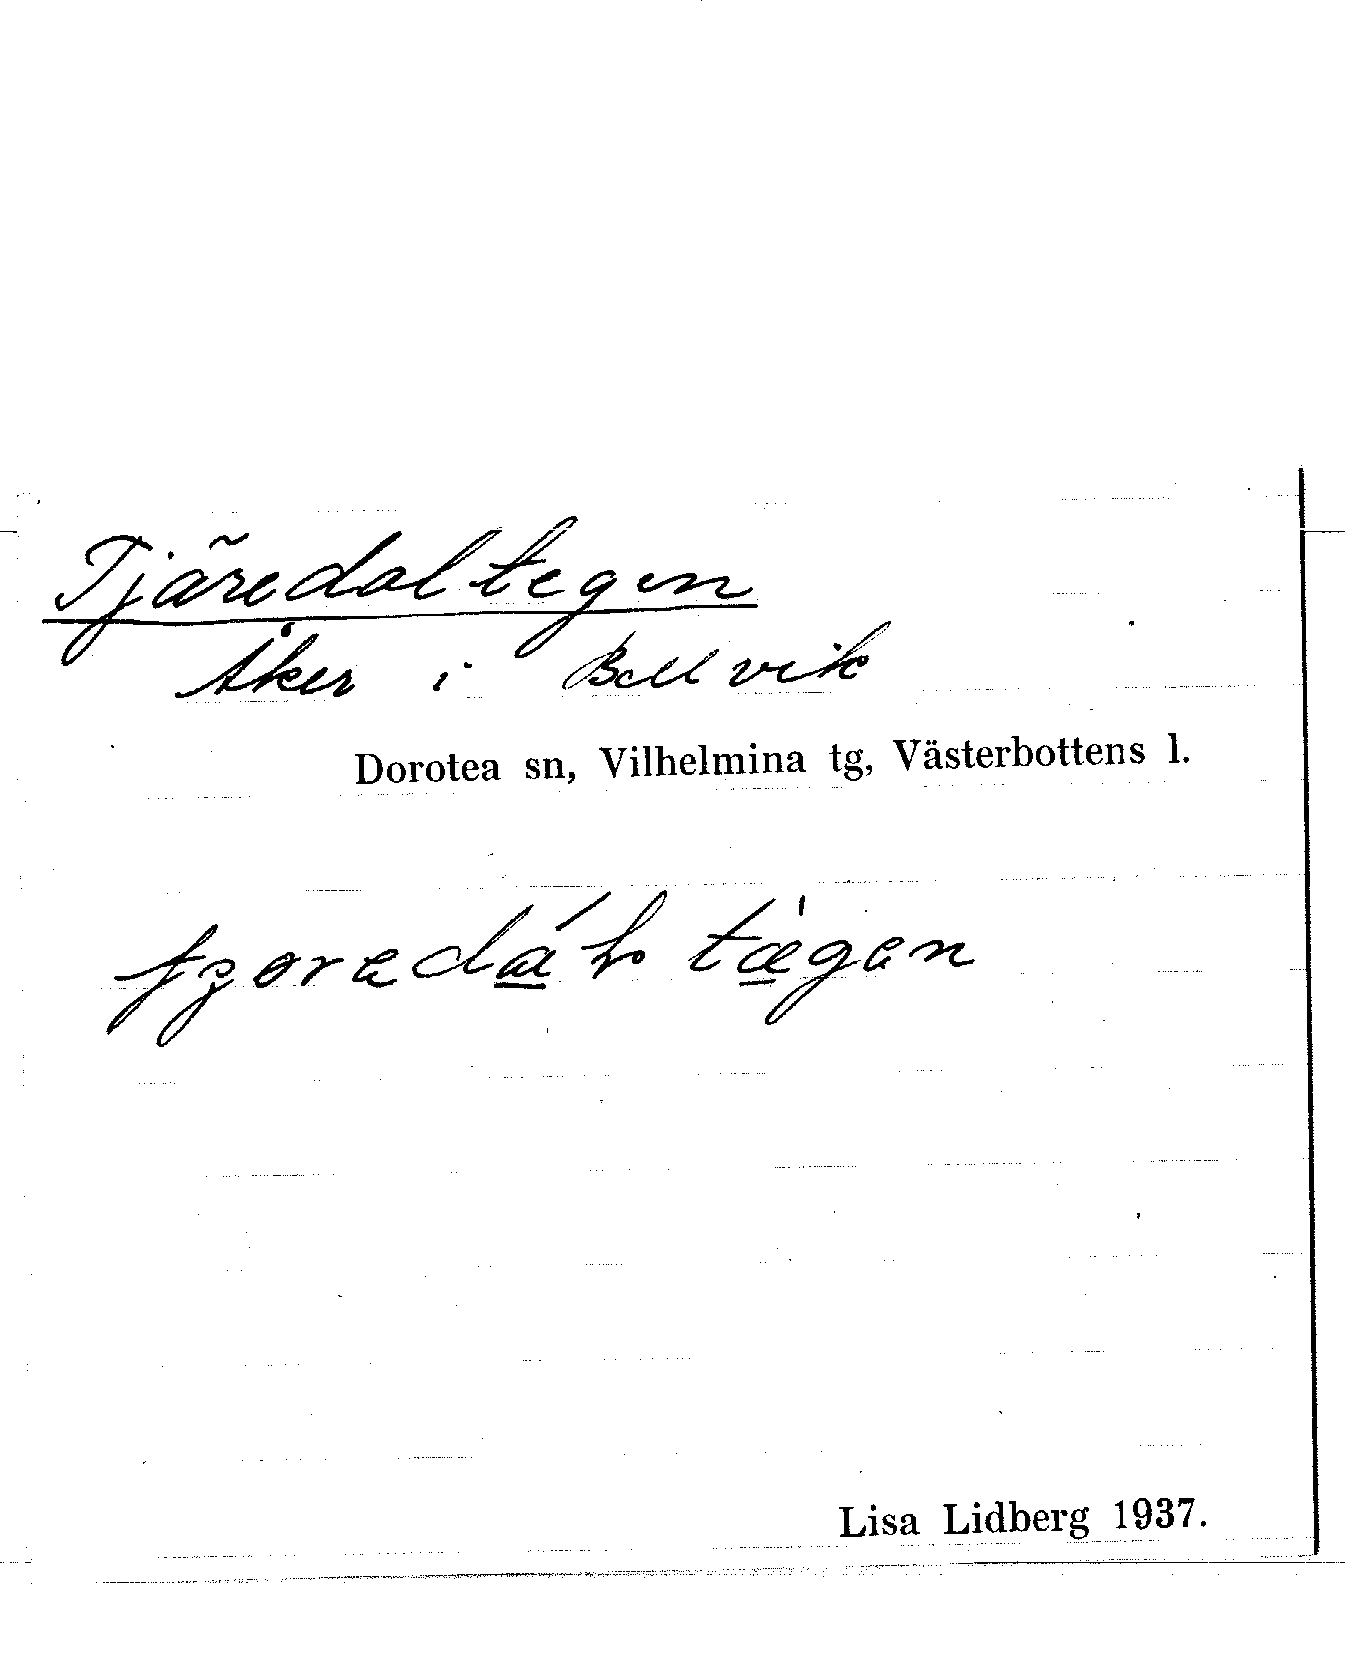 Tjäredaltegen
Åker i Bellvik
Dorotea sn, Vilhelmina tg, Västerbottens l.
Lisa Lidberg 1937.